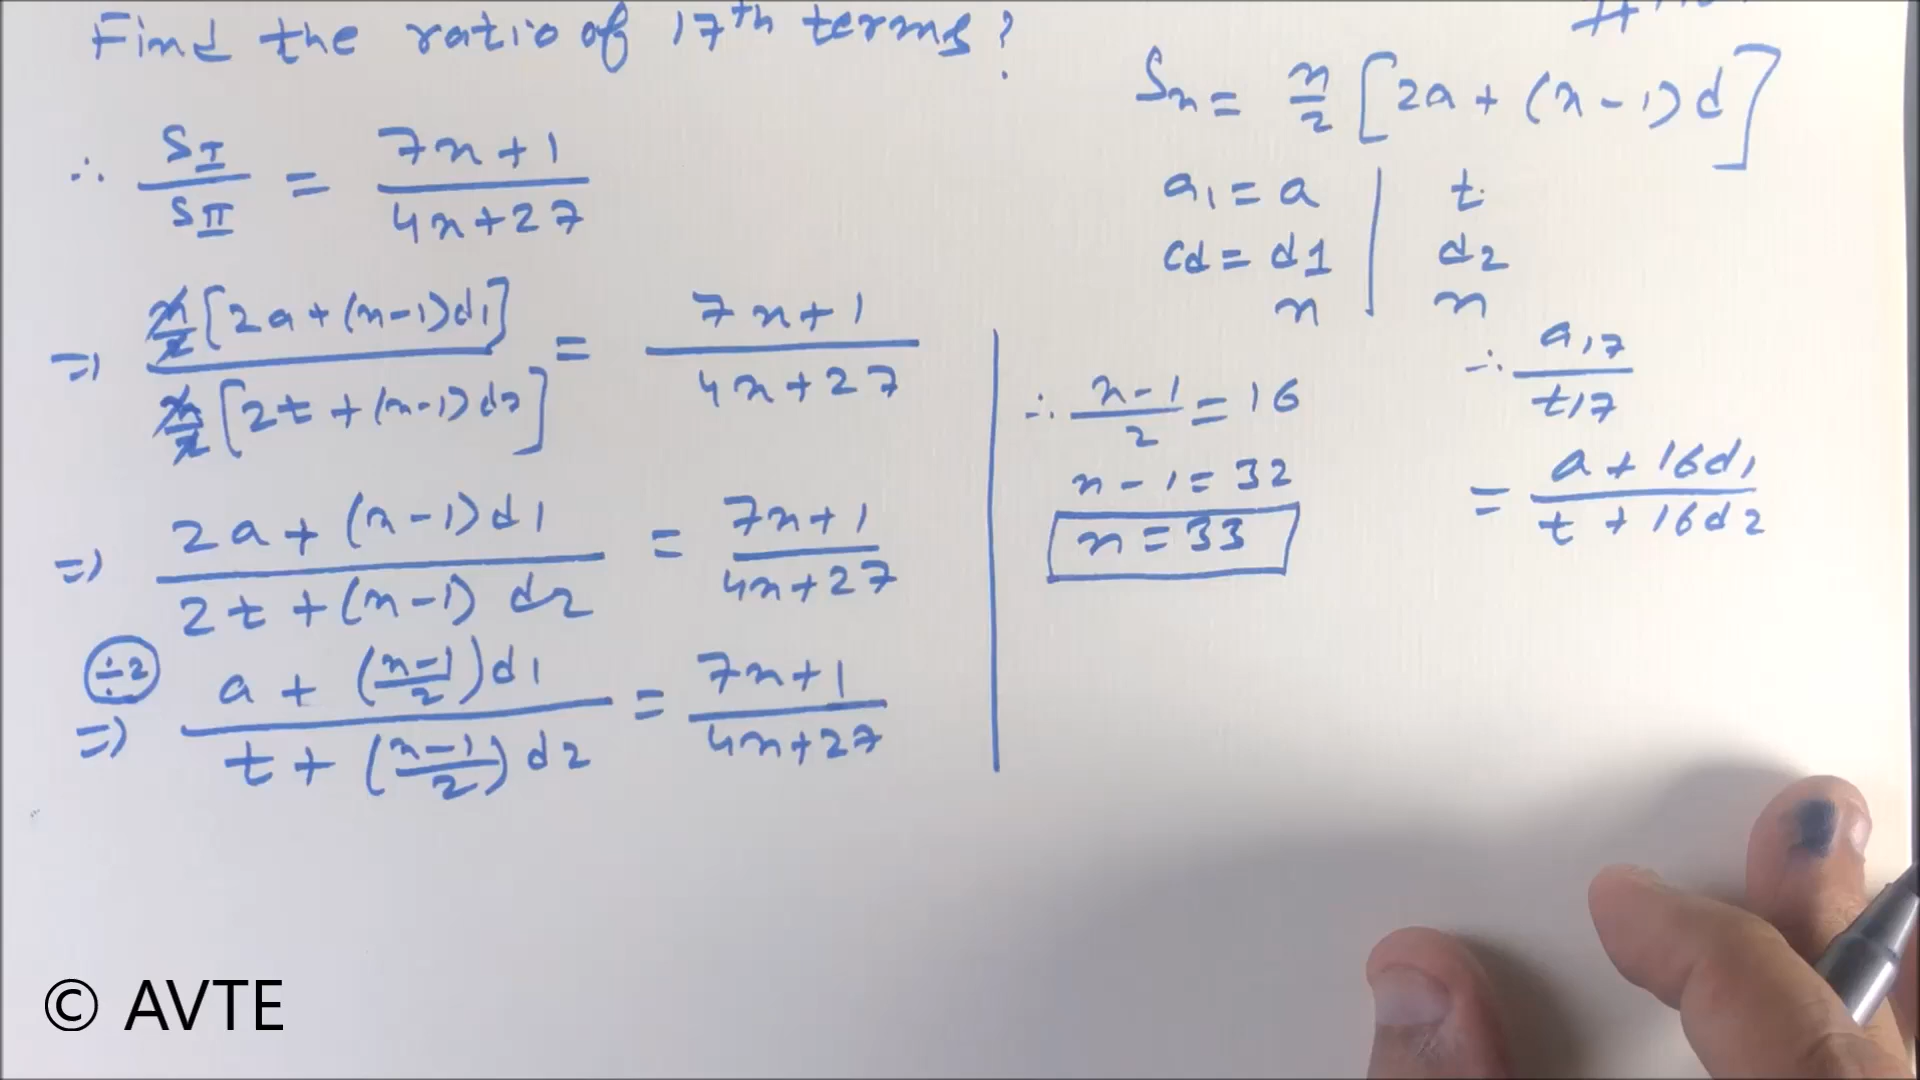 Find the ratio of 17th terms?
∴ SI/SII = (7n+1)/(4n+27)
=) n/2[2a+(n-1)d1] / n/2[2t+(n-1)d2] = (7n+1)/(4n+27)
=) (2a+(n-1)d1)/(2t+(n-1)d2) = (7n+1)/(4n+27)
÷2
=) (a+((n-1)/2)d1)/(t+((n-1)/2)d2) = (7n+1)/(4n+27)
Sn = n/2 [2a+(n-1)d]
a1 = a | t
cd = d1 | d2
n | n
∴ (n-1)/2 = 16
n-1 = 32
n = 33
∴ a17/t17
= (a+16d1)/(t+16d2)
© AVTE